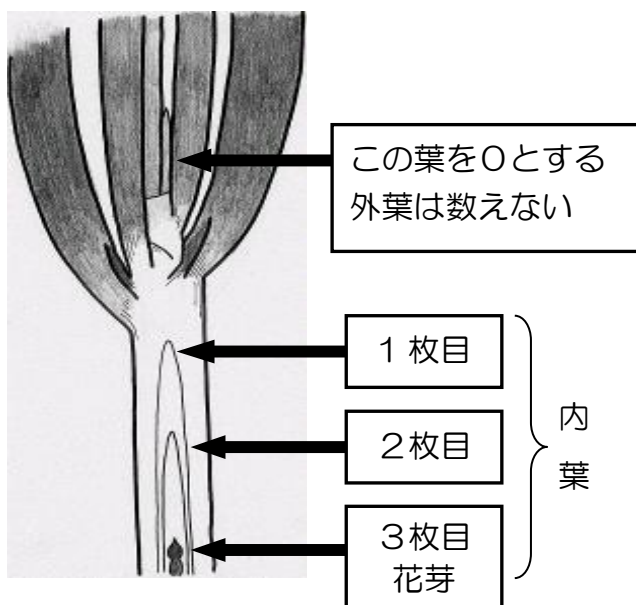 この葉を０とする
外葉は数えない
１枚目
２枚目
３枚目
花芽
内
葉